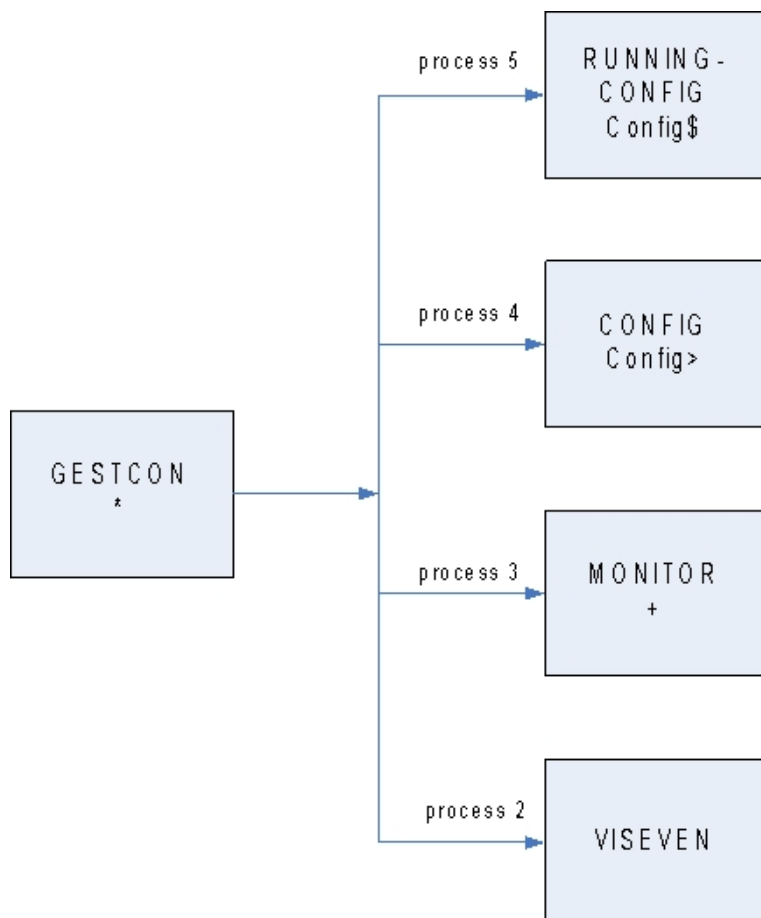 process 5
RUNNING-
CONFIG
Config$
process 4
CONFIG
Config>
GESTCON
*
process 3
MONITOR
+
process 2
VISEVEN